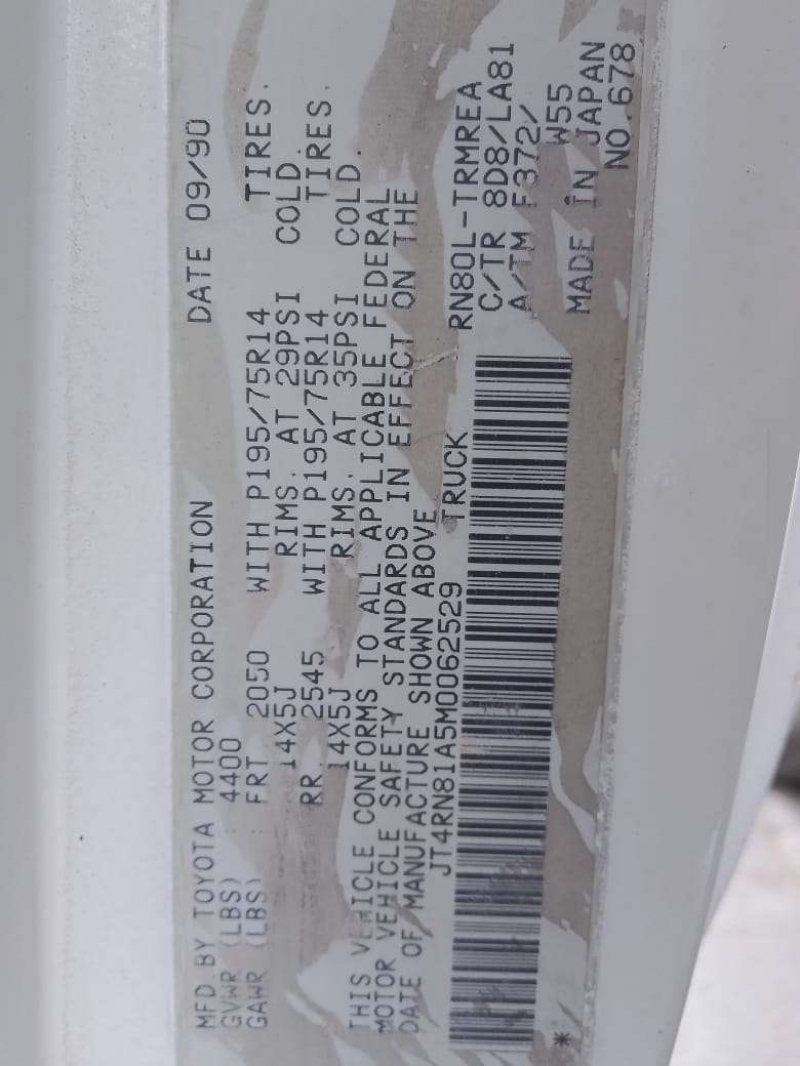 MFD BY TOYOTA MOTOR CORPORATION DATE 09/90
GVWR (LBS) : 4400
GAWR (LBS) : FRT 2050 WITH P195/75R14 TIRES.
14X5J RIMS. AT 29PSI COLD.
RR. 2545 WITH P195/75R14 TIRES.
14X5J RIMS. AT 35PSI COLD.
THIS VEHICLE CONFORMS TO ALL APPLICABLE FEDERAL
MOTOR VEHICLE SAFETY STANDARDS IN EFFECT ON THE
DATE OF MANUFACTURE SHOWN ABOVE
JT4RN81A5M0062529 TRUCK RN80L-TRMREA
C/TR 8D8/LA81
A/TM F372/
W55
* MADE IN JAPAN
NO.678